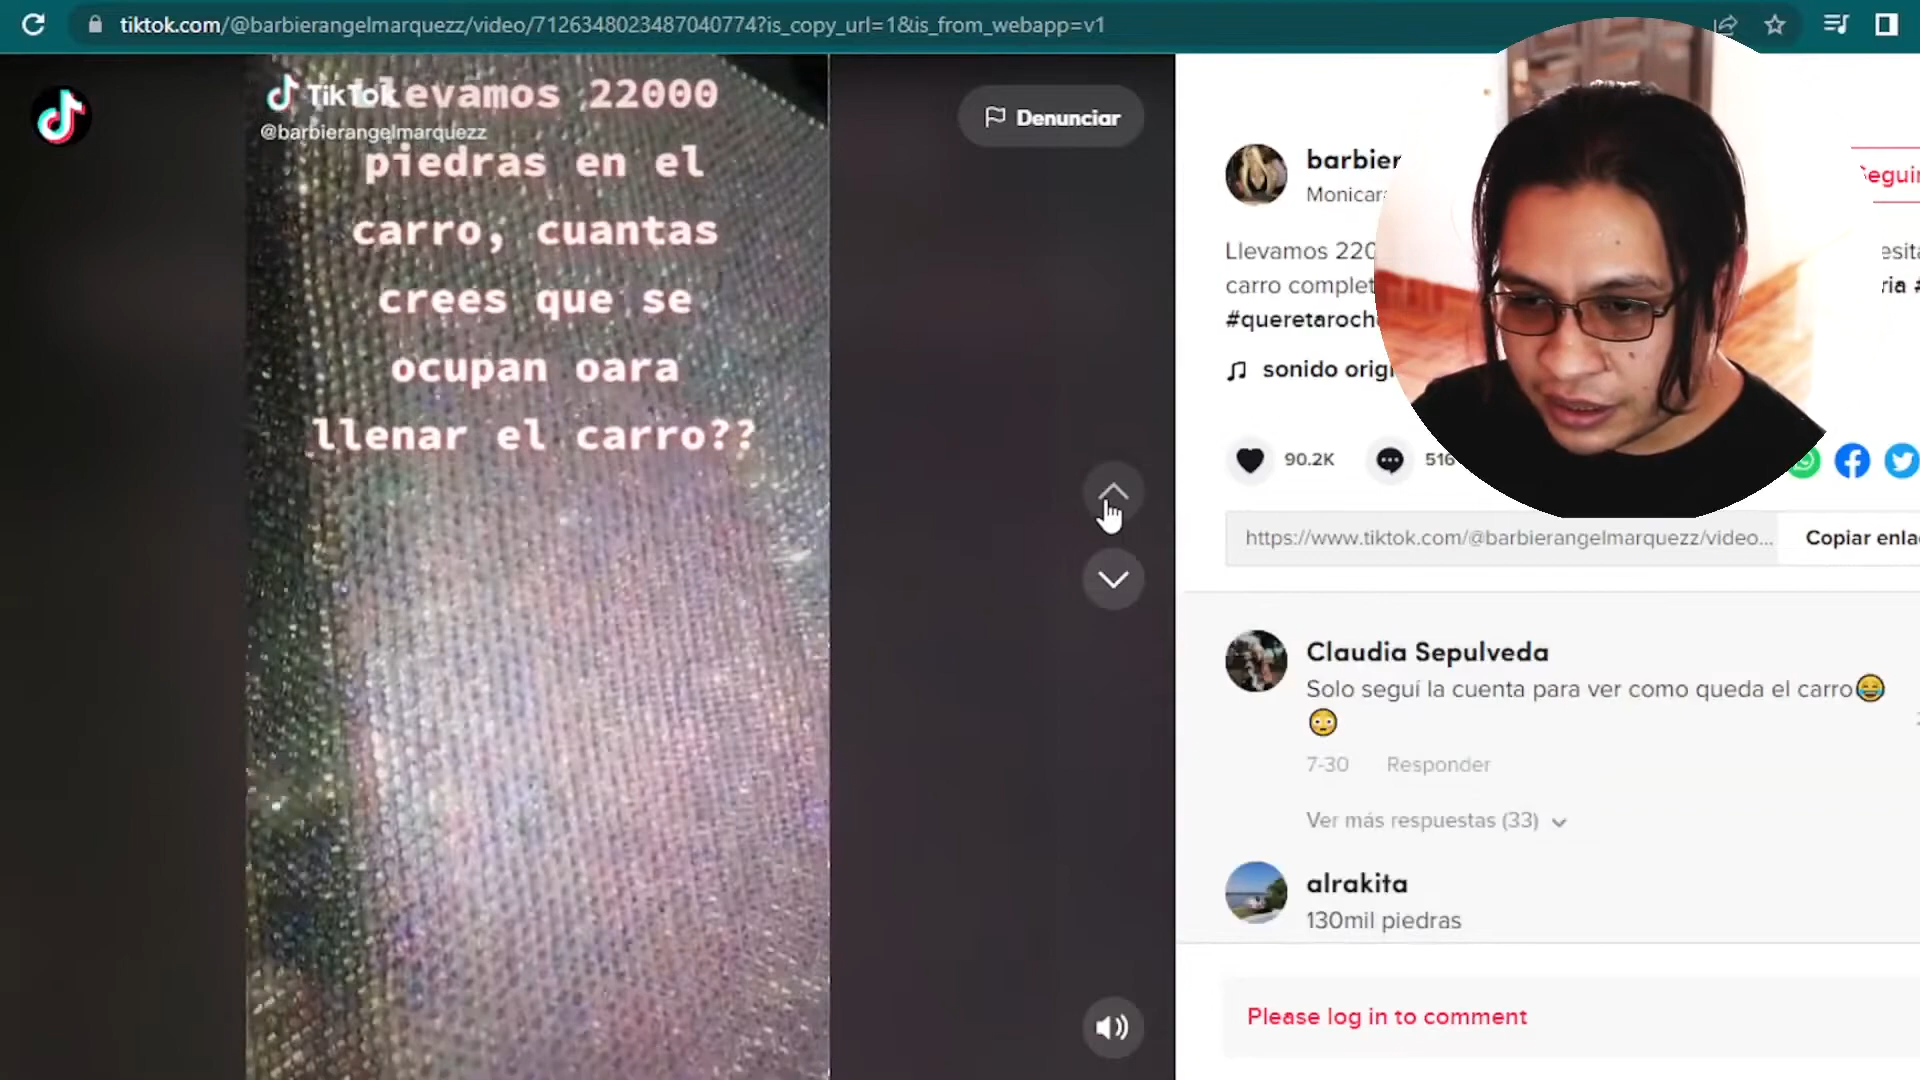 tiktok.com/@barbierangelmarquezz/video/7126348023487040774?is_copy_url=1&is_from_webapp=v1
TikTok
@barbierangelmarquezz
Llevamos 22000
piedras en el
carro, cuantas
crees que se
ocupan oara
llenar el carro??
Denunciar
barbier
Seguir
Monicar
Llevamos 220
carro complet
#queretaroch
sonido orig
90.2K
516
https://www.tiktok.com/@barbierangelmarquezz/video...
Copiar enla
Claudia Sepulveda
Solo seguí la cuenta para ver como queda el carro😂
😳
7-30 Responder
Ver más respuestas (33)
alrakita
130mil piedras
Please log in to comment